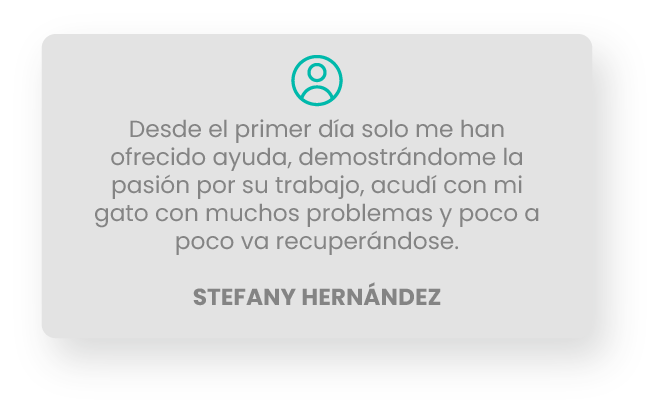 Desde el primer día solo me han
ofrecido ayuda, demostrándome la
pasión por su trabajo, acudí con mi
gato con muchos problemas y poco a
poco va recuperándose.
STEFANY HERNÁNDEZ